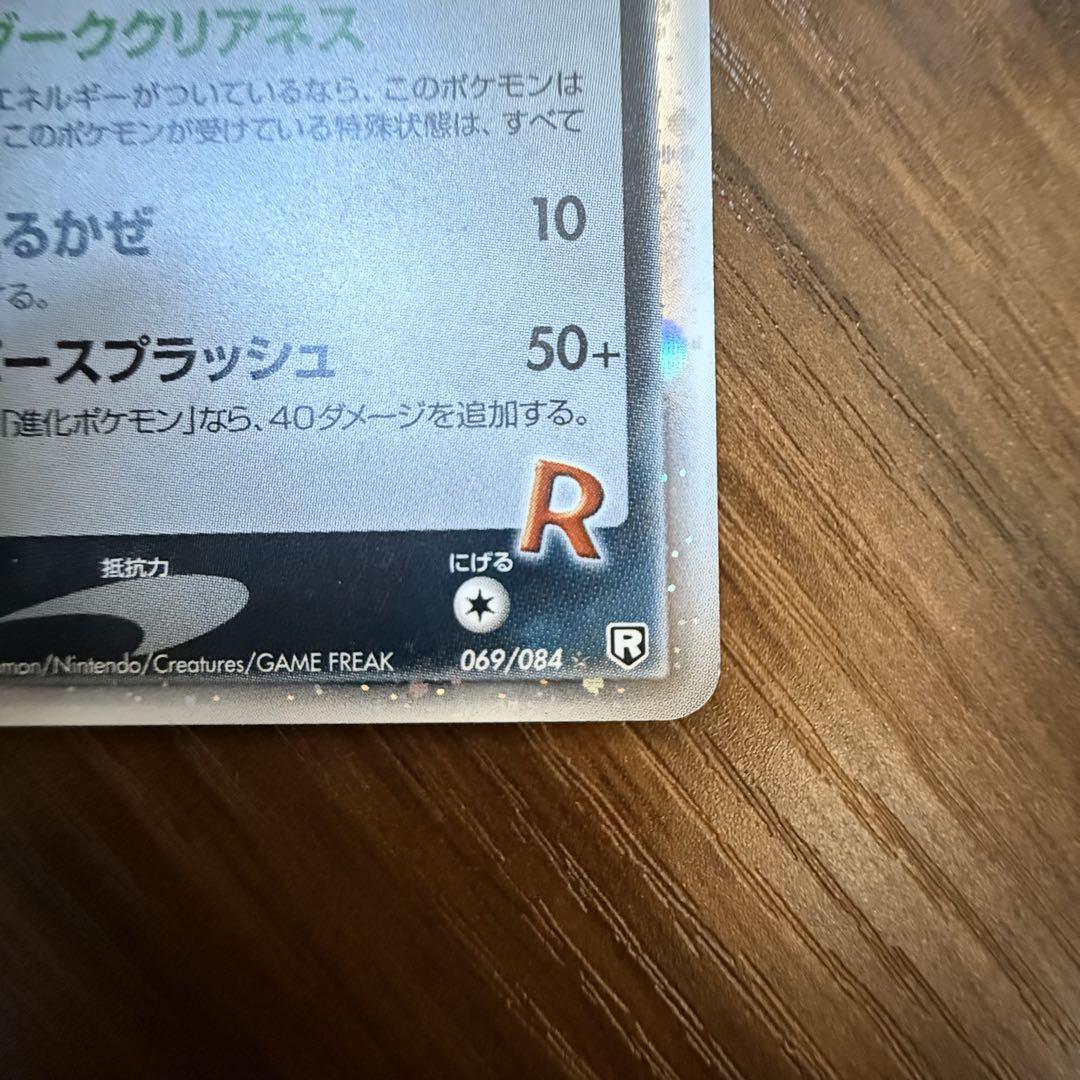 ダーククリアネス
エネルギーがついているなら、このポケモンは
このポケモンが受けている特殊状態は、すべて
るかぜ 10
する。
ースプラッシュ 50+
「進化ポケモン」なら、40ダメージを追加する。
R
抵抗力 にげる
mon/Nintendo/Creatures/GAME FREAK 069/084 R